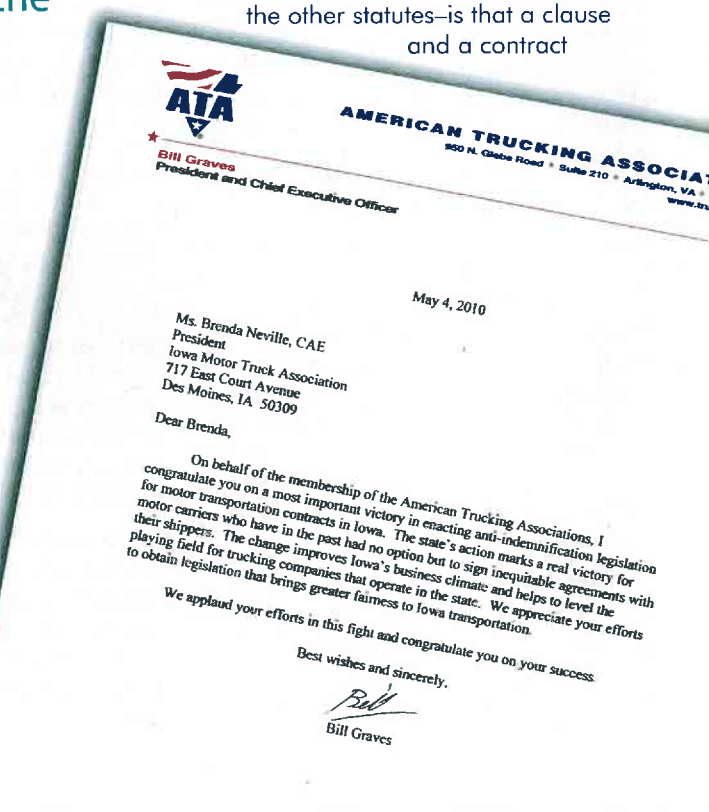 he
the other statutes–is that a clause
and a contract
ATA
AMERICAN TRUCKING ASSOCIAT
950 N. Glebe Road * Suite 210 * Arlington, VA *
www.tru
Bill Graves
President and Chief Executive Officer
May 4, 2010
Ms. Brenda Neville, CAE
President
Iowa Motor Truck Association
717 East Court Avenue
Des Moines, IA 50309
Dear Brenda,
On behalf of the membership of the American Trucking Associations, I
congratulate you on a most important victory in enacting anti-indemnification legislation
for motor transportation contracts in Iowa. The state's action marks a real victory for
motor carriers who have in the past had no option but to sign inequitable agreements with
their shippers. The change improves Iowa's business climate and helps to level the
playing field for trucking companies that operate in the state. We appreciate your efforts
to obtain legislation that brings greater fairness to Iowa transportation.
We applaud your efforts in this fight and congratulate you on your success.
Best wishes and sincerely,
Bill
Bill Graves